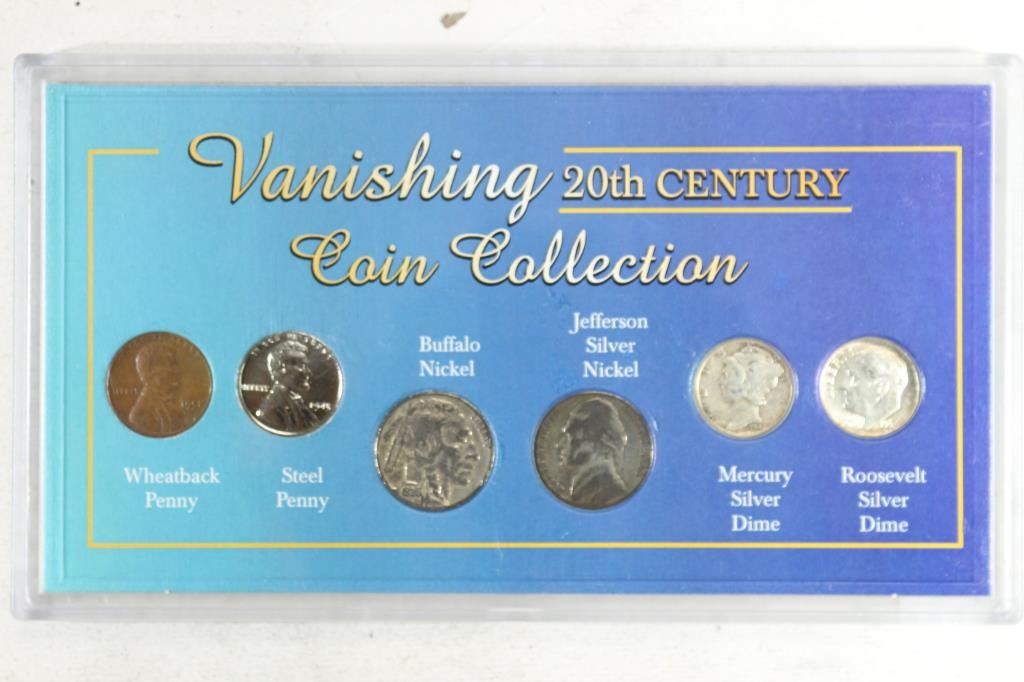 Vanishing 20th CENTURY
Coin Collection
Wheatback
Penny
Steel
Penny
Buffalo
Nickel
Jefferson
Silver
Nickel
Mercury
Silver
Dime
Roosevelt
Silver
Dime